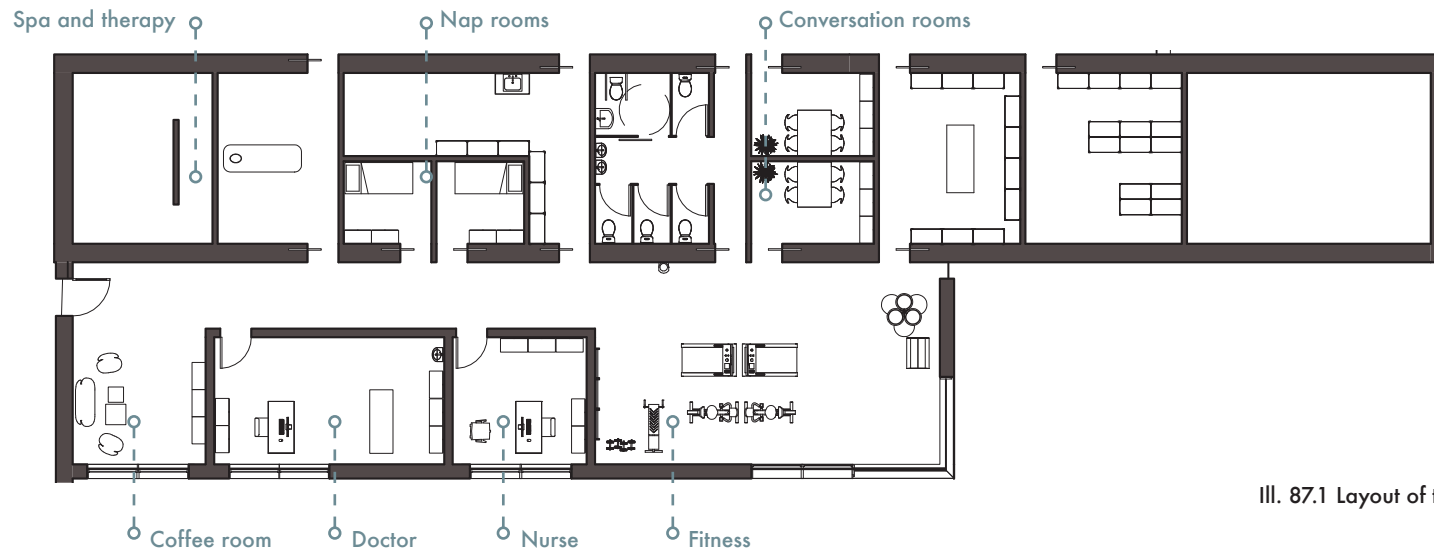 Spa and therapy
Nap rooms
Conversation rooms
Coffee room
Doctor
Nurse
Fitness
Ill. 87.1 Layout of